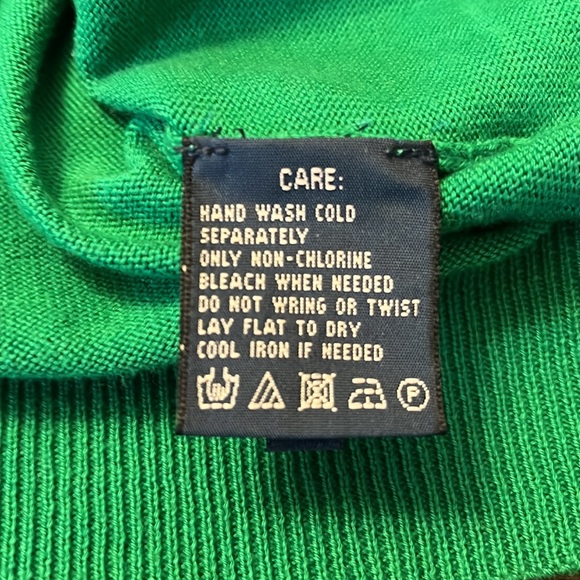 CARE:
HAND WASH COLD
SEPARATELY
ONLY NON-CHLORINE
BLEACH WHEN NEEDED
DO NOT WRING OR TWIST
LAY FLAT TO DRY
COOL IRON IF NEEDED
P